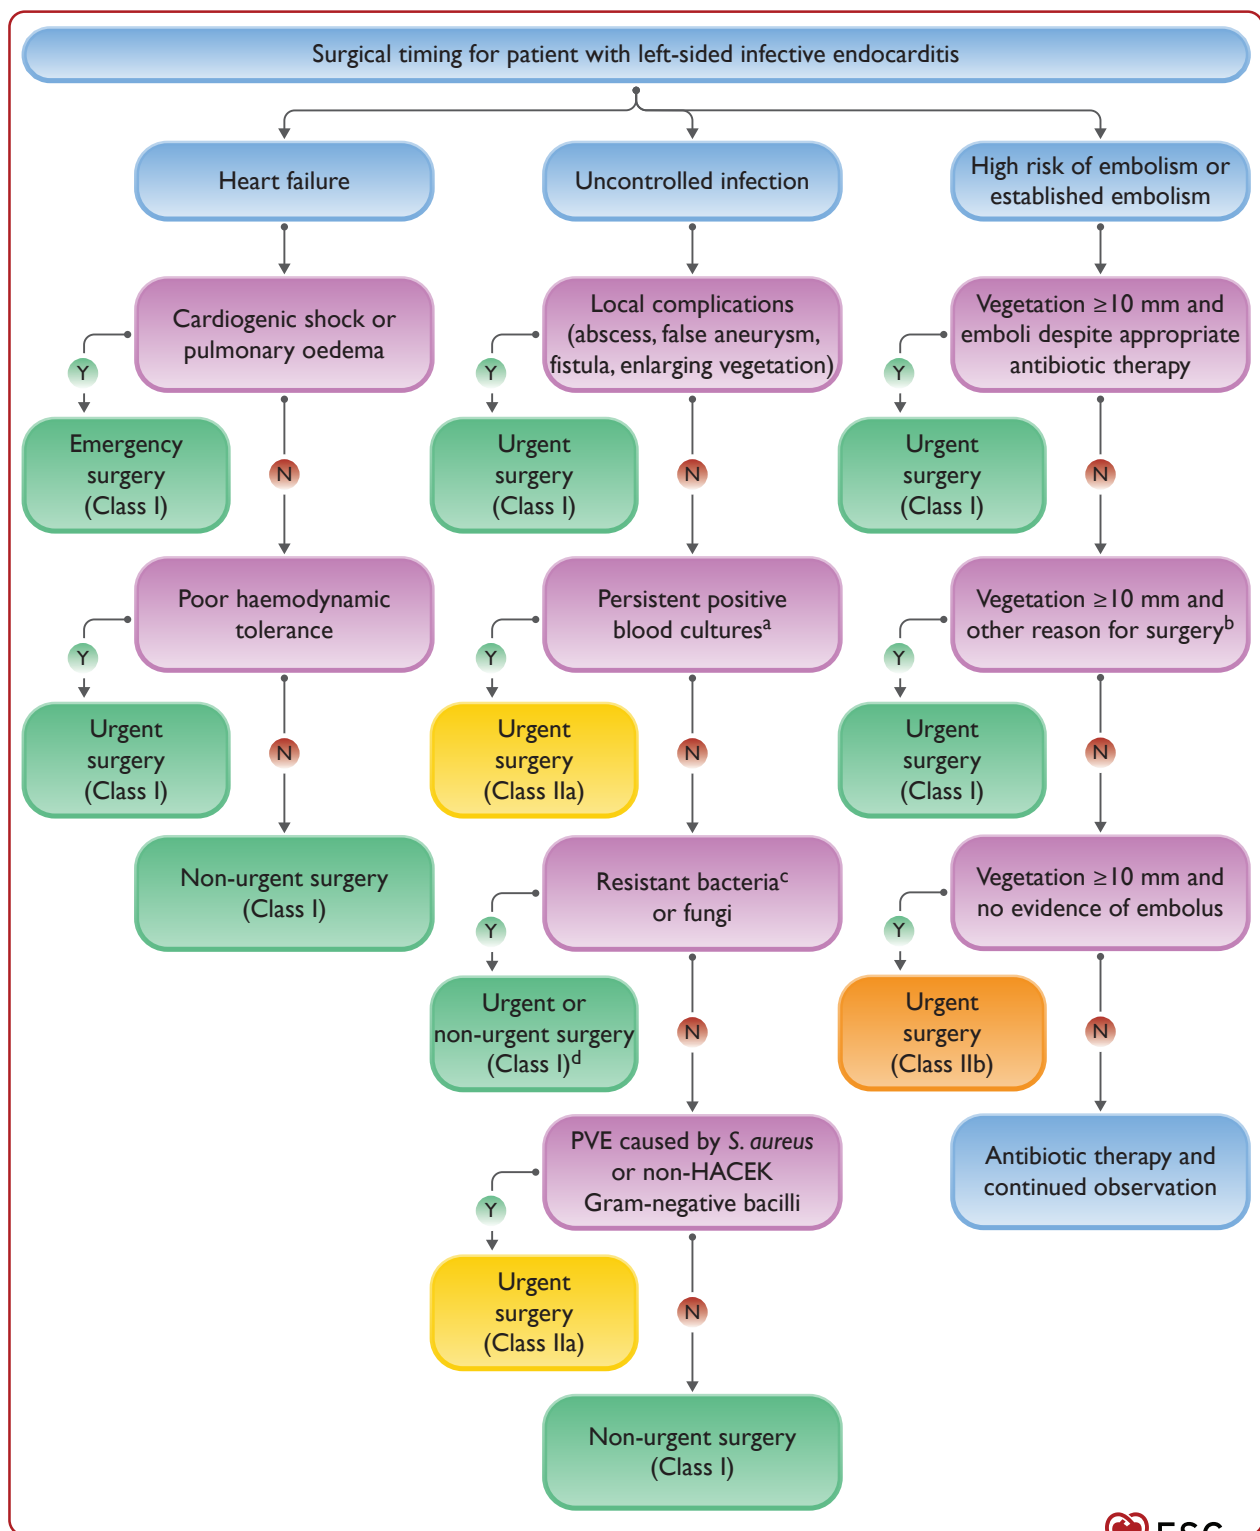 Surgical timing for patient with left-sided infective endocarditis
Heart failure
Uncontrolled infection
High risk of embolism or
established embolism
Cardiogenic shock or
pulmonary oedema
Local complications
(abscess, false aneurysm,
fistula, enlarging vegetation)
Vegetation ≥10 mm and
emboli despite appropriate
antibiotic therapy
Y
Y
Y
Emergency
surgery
(Class I)
N
Urgent
surgery
(Class I)
N
Urgent
surgery
(Class I)
N
Poor haemodynamic
tolerance
Persistent positive
blood culturesa
Vegetation ≥10 mm and
other reason for surgeryb
Y
Y
Y
Urgent
surgery
(Class I)
N
Urgent
surgery
(Class IIa)
N
Urgent
surgery
(Class I)
N
Non-urgent surgery
(Class I)
Resistant bacteriac
or fungi
Vegetation ≥10 mm and
no evidence of embolus
Y
Y
Urgent or
non-urgent surgery
(Class I)d
N
Urgent
surgery
(Class IIb)
N
PVE caused by S. aureus
or non-HACEK
Gram-negative bacilli
Antibiotic therapy and
continued observation
Y
Urgent
surgery
(Class IIa)
N
Non-urgent surgery
(Class I)
ESC